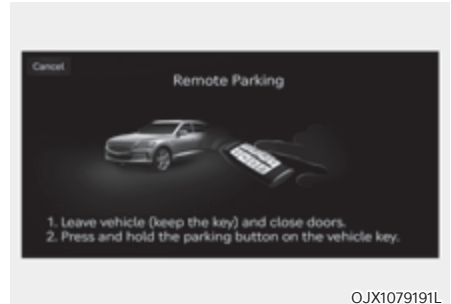 Cancel
Remote Parking
1. Leave vehicle (keep the key) and close doors.
2. Press and hold the parking button on the vehicle key.
OJX1079191L